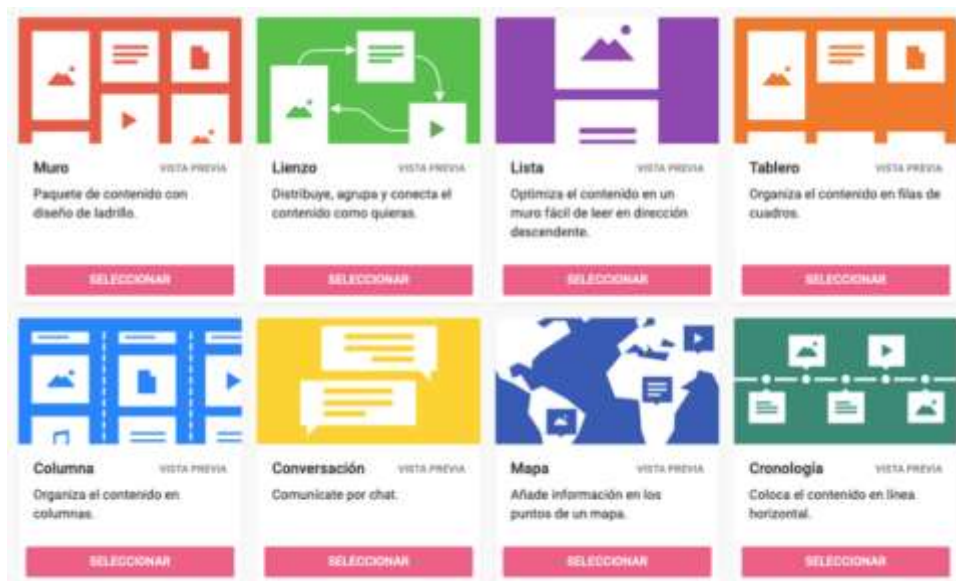 Muro VISTA PREVIA
Paquete de contenido con
diseño de ladrillo.
SELECCIONAR
Lienzo VISTA PREVIA
Distribuye, agrupa y conecta el
contenido como quieras.
SELECCIONAR
Lista VISTA PREVIA
Optimiza el contenido en un
muro fácil de leer en dirección
descendente.
SELECCIONAR
Tablero VISTA PREVIA
Organiza el contenido en filas de
cuadros.
SELECCIONAR
Columna VISTA PREVIA
Organiza el contenido en
columnas.
SELECCIONAR
Conversación VISTA PREVIA
Comunícate por chat.
SELECCIONAR
Mapa VISTA PREVIA
Añade información en los
puntos de un mapa.
SELECCIONAR
Cronología VISTA PREVIA
Coloca el contenido en línea
horizontal.
SELECCIONAR